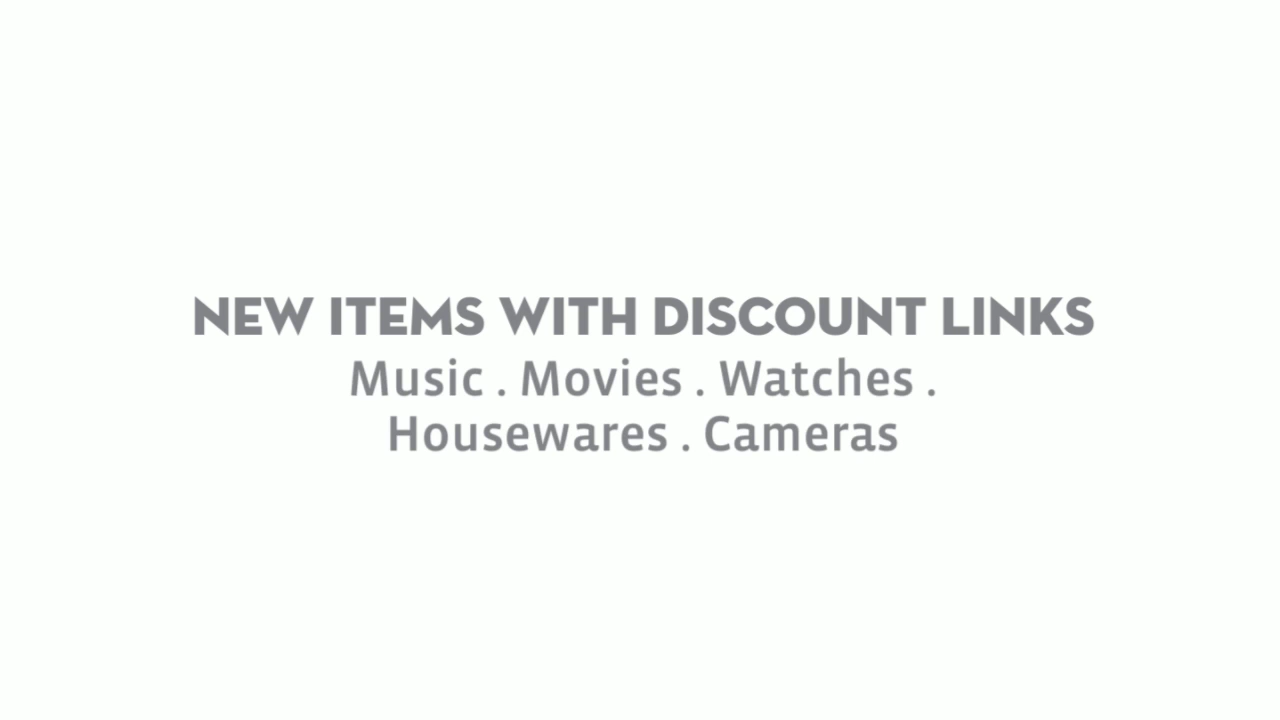 NEW ITEMS WITH DISCOUNT LINKS
Music . Movies . Watches .
Housewares . Cameras